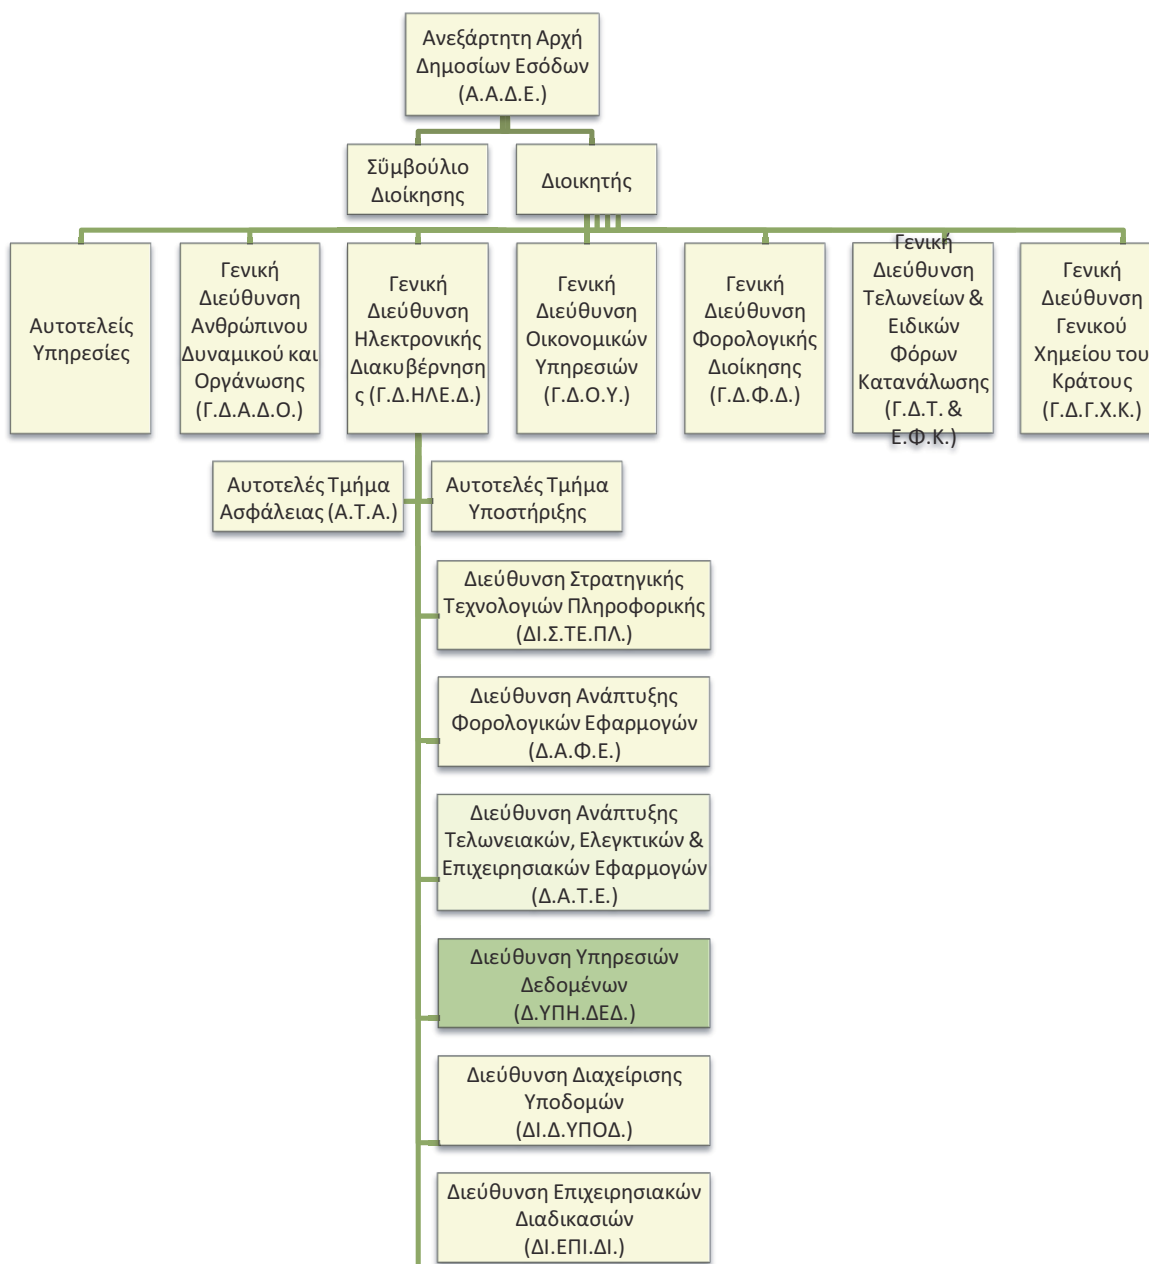 Ανεξάρτητη Αρχή
Δημοσίων Εσόδων
(Α.Α.Δ.Ε.)
Σΰμβούλιο
Διοίκησης
Διοικητής
Αυτοτελείς
Υπηρεσίες
Γενική
Διεύθυνση
Ανθρώπινου
Δυναμικού και
Οργάνωσης
(Γ.Δ.Α.Δ.Ο.)
Γενική
Διεύθυνση
Ηλεκτρονικής
Διακυβέρνηση
ς (Γ.Δ.ΗΛΕ.Δ.)
Γενική
Διεύθυνση
Οικονομικών
Υπηρεσιών
(Γ.Δ.Ο.Υ.)
Γενική
Διεύθυνση
Φορολογικής
Διοίκησης
(Γ.Δ.Φ.Δ.)
Γενική
Διεύθυνση
Τελωνείων &
Ειδικών
Φόρων
Κατανάλωσης
(Γ.Δ.Τ. &
Ε.Φ.Κ.)
Γενική
Διεύθυνση
Γενικού
Χημείου του
Κράτους
(Γ.Δ.Γ.Χ.Κ.)
Αυτοτελές Τμήμα
Ασφάλειας (Α.Τ.Α.)
Αυτοτελές Τμήμα
Υποστήριξης
Διεύθυνση Στρατηγικής
Τεχνολογιών Πληροφορικής
(ΔΙ.Σ.ΤΕ.ΠΛ.)
Διεύθυνση Ανάπτυξης
Φορολογικών Εφαρμογών
(Δ.Α.Φ.Ε.)
Διεύθυνση Ανάπτυξης
Τελωνειακών, Ελεγκτικών &
Επιχειρησιακών Εφαρμογών
(Δ.Α.Τ.Ε.)
Διεύθυνση Υπηρεσιών
Δεδομένων
(Δ.ΥΠΗ.ΔΕΔ.)
Διεύθυνση Διαχείρισης
Υποδομών
(ΔΙ.Δ.ΥΠΟΔ.)
Διεύθυνση Επιχειρησιακών
Διαδικασιών
(ΔΙ.ΕΠΙ.ΔΙ.)